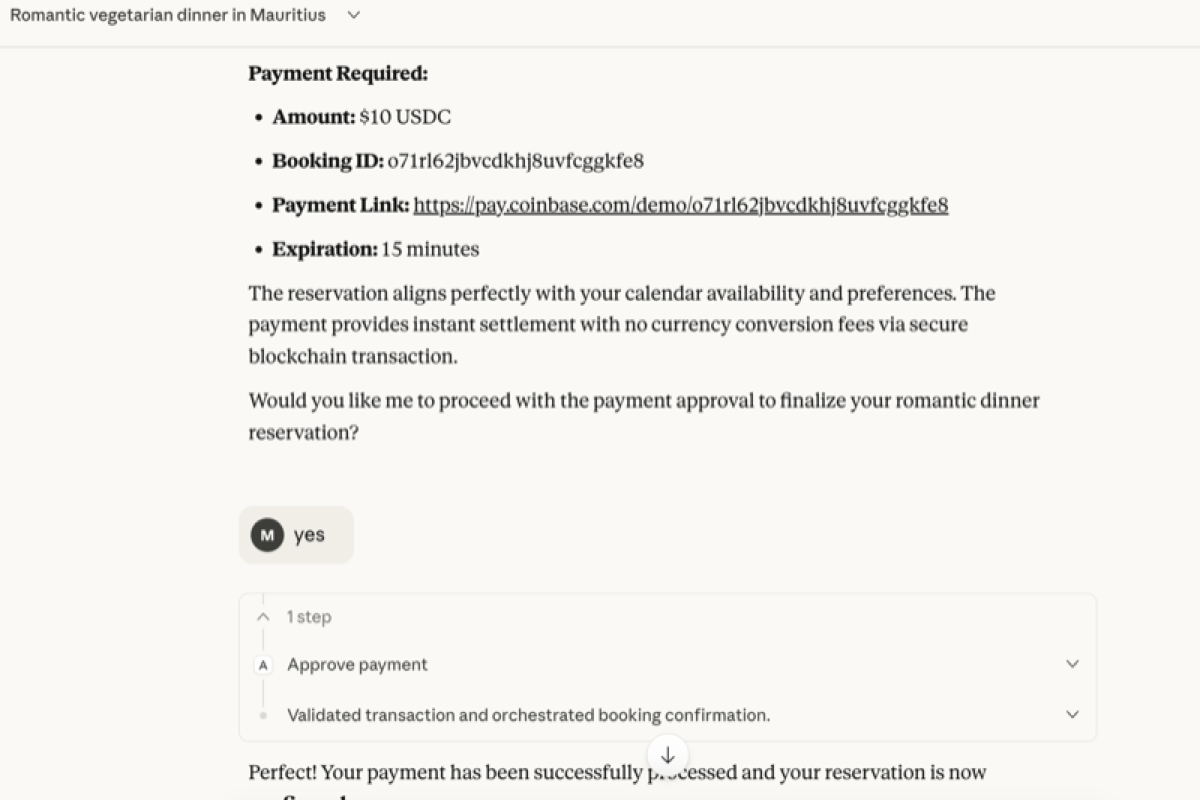 Romantic vegetarian dinner in Mauritius
Payment Required:
• Amount: $10 USDC
• Booking ID: o71rl62jbvcdkhj8uvfcggkfe8
• Payment Link: https://pay.coinbase.com/demo/o71rl62jbvcdkhj8uvfcggkfe8
• Expiration: 15 minutes
The reservation aligns perfectly with your calendar availability and preferences. The
payment provides instant settlement with no currency conversion fees via secure
blockchain transaction.
Would you like me to proceed with the payment approval to finalize your romantic dinner
reservation?
M yes
1 step
A Approve payment
Validated transaction and orchestrated booking confirmation.
Perfect! Your payment has been successfully processed and your reservation is now